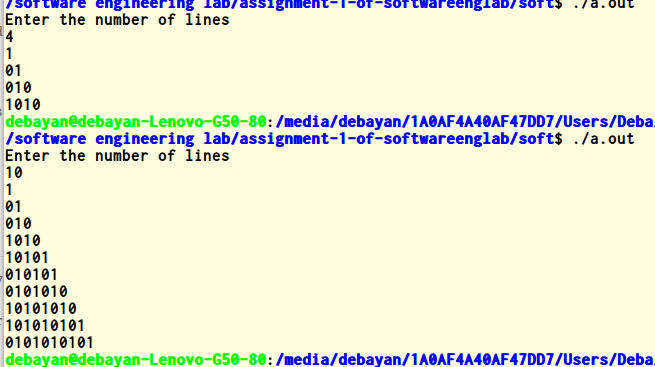 /software engineering lab/assignment-1-of-softwareenglab/soft$ ./a.out
Enter the number of lines
4
1
01
010
1010
debayan@debayan-Lenovo-G50-80:/media/debayan/1A0AF4A40AF47DD7/Users/Deba
/software engineering lab/assignment-1-of-softwareenglab/soft$ ./a.out
Enter the number of lines
10
1
01
010
1010
10101
010101
0101010
10101010
101010101
0101010101
debayan@debayan-Lenovo-G50-80:/media/debayan/1A0AF4A40AF47DD7/Users/Deba